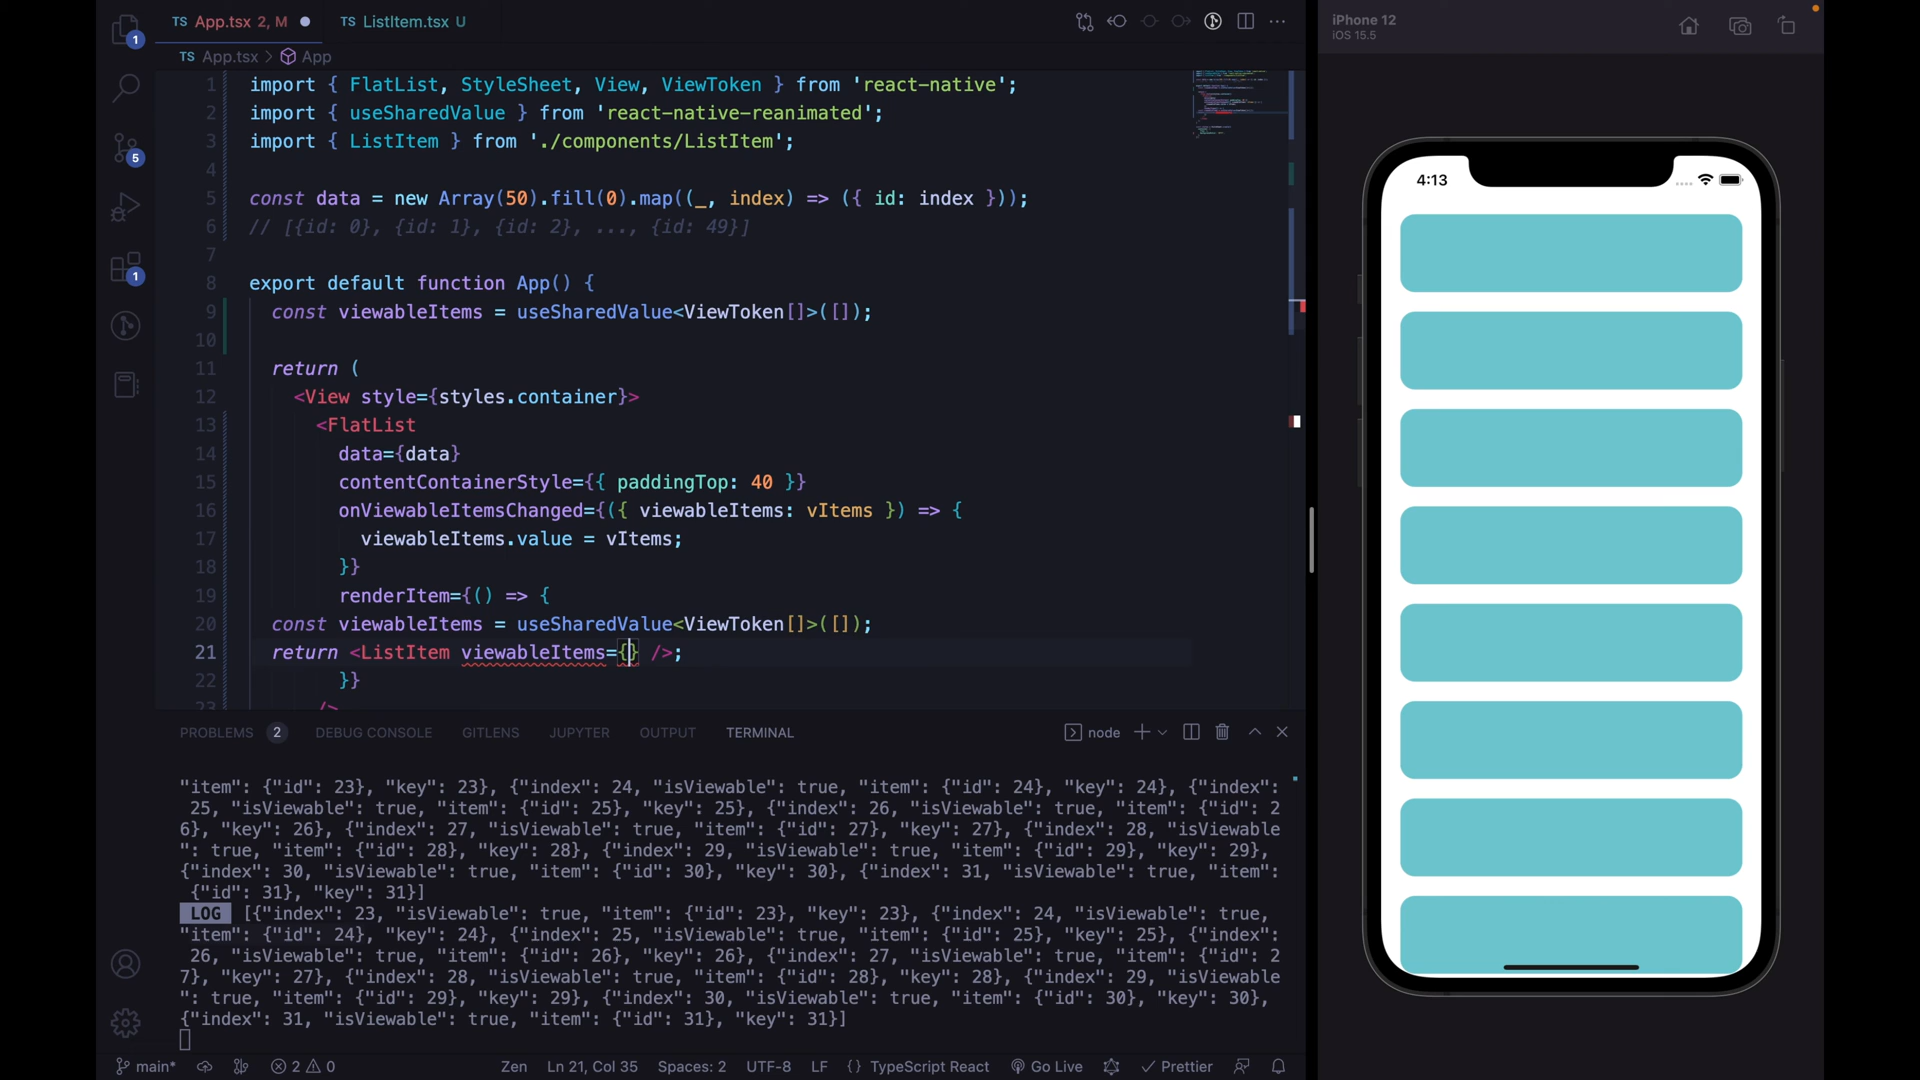 TS App.tsx 2, M
TS ListItem.tsx U
TS App.tsx > App
1 import { FlatList, StyleSheet, View, ViewToken } from 'react-native';
2 import { useSharedValue } from 'react-native-reanimated';
3 import { ListItem } from './components/ListItem';
4
5 const data = new Array(50).fill(0).map((_, index) => ({ id: index }));
6 // [{id: 0}, {id: 1}, {id: 2}, ..., {id: 49}]
7
8 export default function App() {
9 const viewableItems = useSharedValue<ViewToken[]>([]);
10
11 return (
12 <View style={styles.container}>
13 <FlatList
14 data={data}
15 contentContainerStyle={{ paddingTop: 40 }}
16 onViewableItemsChanged={({ viewableItems: vItems }) => {
17 viewableItems.value = vItems;
18 }}
19 renderItem={() => {
20 const viewableItems = useSharedValue<ViewToken[]>([]);
21 return <ListItem viewableItems={} />;
22 }}
23 />
PROBLEMS 2 DEBUG CONSOLE GITLENS JUPYTER OUTPUT TERMINAL node
"item": {"id": 23}, "key": 23}, {"index": 24, "isViewable": true, "item": {"id": 24}, "key": 24}, {"index":
25, "isViewable": true, "item": {"id": 25}, "key": 25}, {"index": 26, "isViewable": true, "item": {"id": 2
6}, "key": 26}, {"index": 27, "isViewable": true, "item": {"id": 27}, "key": 27}, {"index": 28, "isViewable
": true, "item": {"id": 28}, "key": 28}, {"index": 29, "isViewable": true, "item": {"id": 29}, "key": 29},
{"index": 30, "isViewable": true, "item": {"id": 30}, "key": 30}, {"index": 31, "isViewable": true, "item":
{"id": 31}, "key": 31}]
LOG [{"index": 23, "isViewable": true, "item": {"id": 23}, "key": 23}, {"index": 24, "isViewable": true,
"item": {"id": 24}, "key": 24}, {"index": 25, "isViewable": true, "item": {"id": 25}, "key": 25}, {"index":
26, "isViewable": true, "item": {"id": 26}, "key": 26}, {"index": 27, "isViewable": true, "item": {"id": 2
7}, "key": 27}, {"index": 28, "isViewable": true, "item": {"id": 28}, "key": 28}, {"index": 29, "isViewable
": true, "item": {"id": 29}, "key": 29}, {"index": 30, "isViewable": true, "item": {"id": 30}, "key": 30},
{"index": 31, "isViewable": true, "item": {"id": 31}, "key": 31}]
main* 2 0 Zen Ln 21, Col 35 Spaces: 2 UTF-8 LF {} TypeScript React Go Live Prettier
1
5
1
iPhone 12
iOS 15.5
4:13